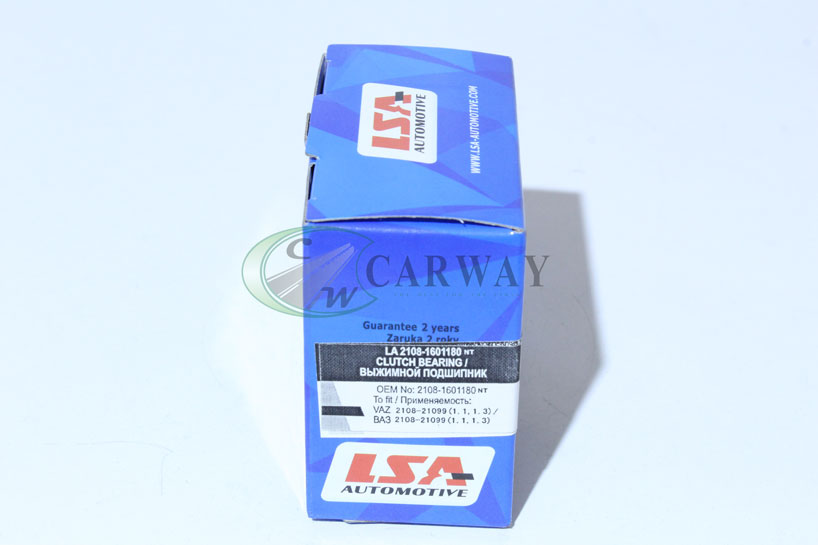 LSA
AUTOMOTIVE
WWW.LSA-AUTOMOTIVE.COM
CW CARWAY
Guarantee 2 years
Zaruka 2 roky
LA 2108-1601180 NT
CLUTCH BEARING /
ВЫЖИМНОЙ ПОДШИПНИК
OEM No: 2108-1601180 NT
To fit / Применяемость:
VAZ 2108-21099 (1. 1, 1. 3) /
ВАЗ 2108-21099 (1. 1, 1. 3)
LSA
AUTOMOTIVE